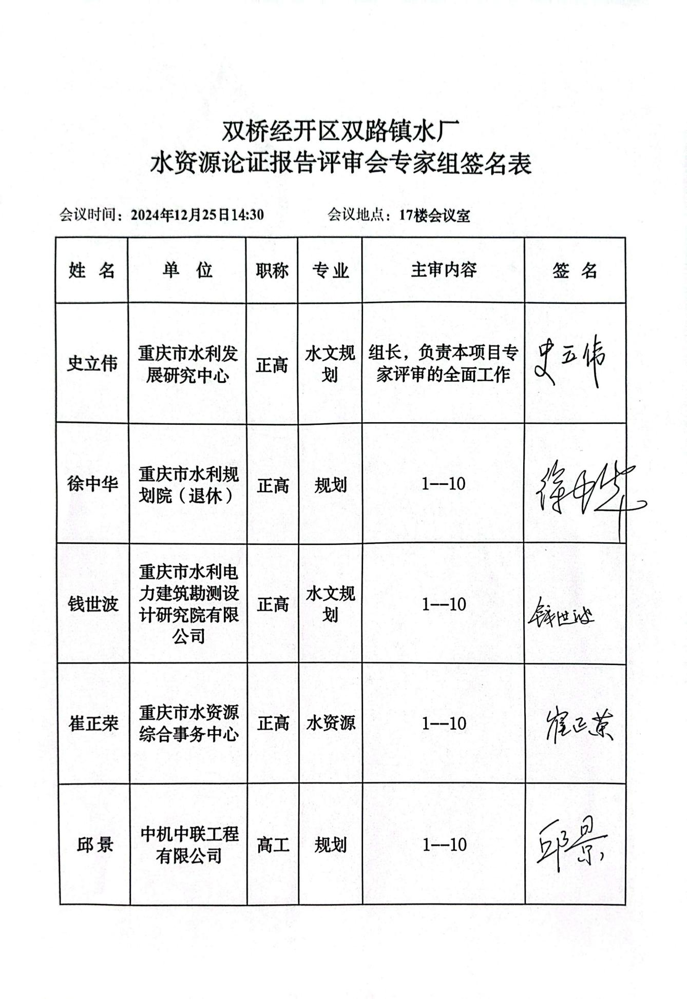 双桥经开区双路镇水厂
水资源论证报告评审会专家组签名表
会议时间：2024年12月25日14:30 会议地点：17楼会议室
姓 名 单 位 职称 专业 主审内容 签 名
史立伟
重庆市水利发
展研究中心
正高
水文规
划
组长，负责本项目专
家评审的全面工作
史立伟
徐中华
重庆市水利规
划院（退休）
正高
规划
1--10
徐中华
钱世波
重庆市水利电
力建筑勘测设
计研究院有限
公司
正高
水文规
划
1--10
钱世波
崔正荣
重庆市水资源
综合事务中心
正高
水资源
1--10
崔正荣
邱景
中机中联工程
有限公司
高工
规划
1--10
邱景